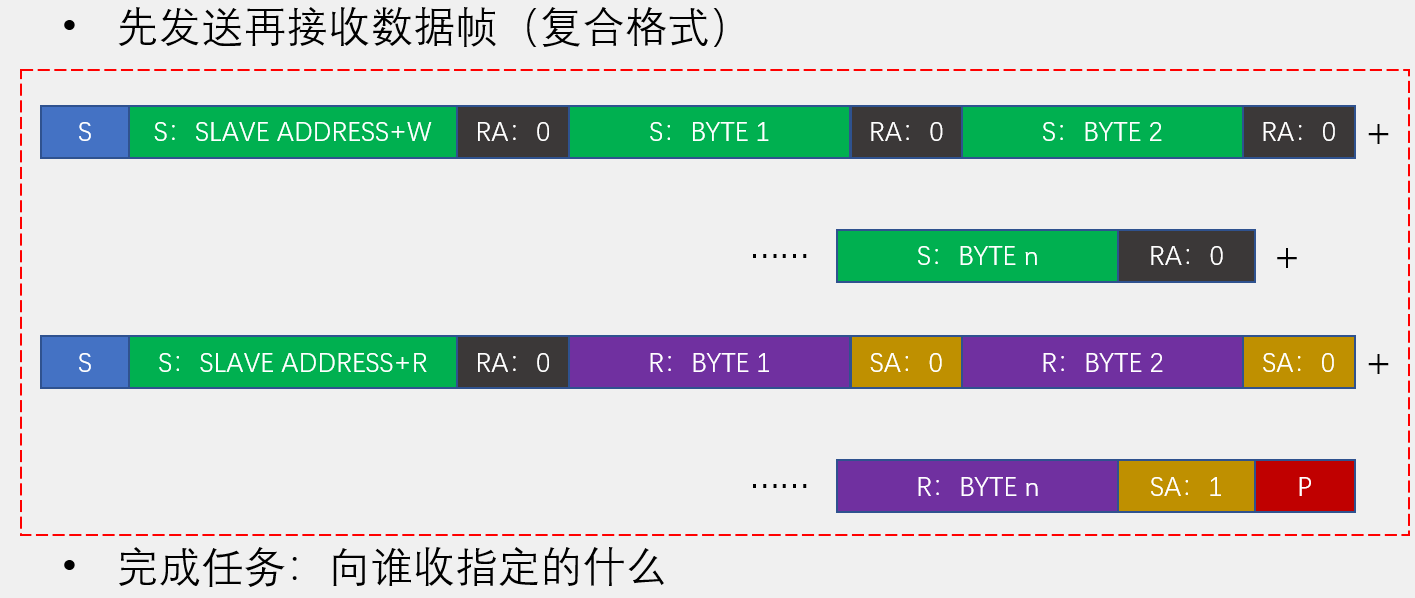 • 先发送再接收数据帧（复合格式）
S S：SLAVE ADDRESS+W RA：0 S：BYTE 1 RA：0 S：BYTE 2 RA：0 +
…… S：BYTE n RA：0 +
S S：SLAVE ADDRESS+R RA：0 R：BYTE 1 SA：0 R：BYTE 2 SA：0 +
…… R：BYTE n SA：1 P
• 完成任务：向谁收指定的什么